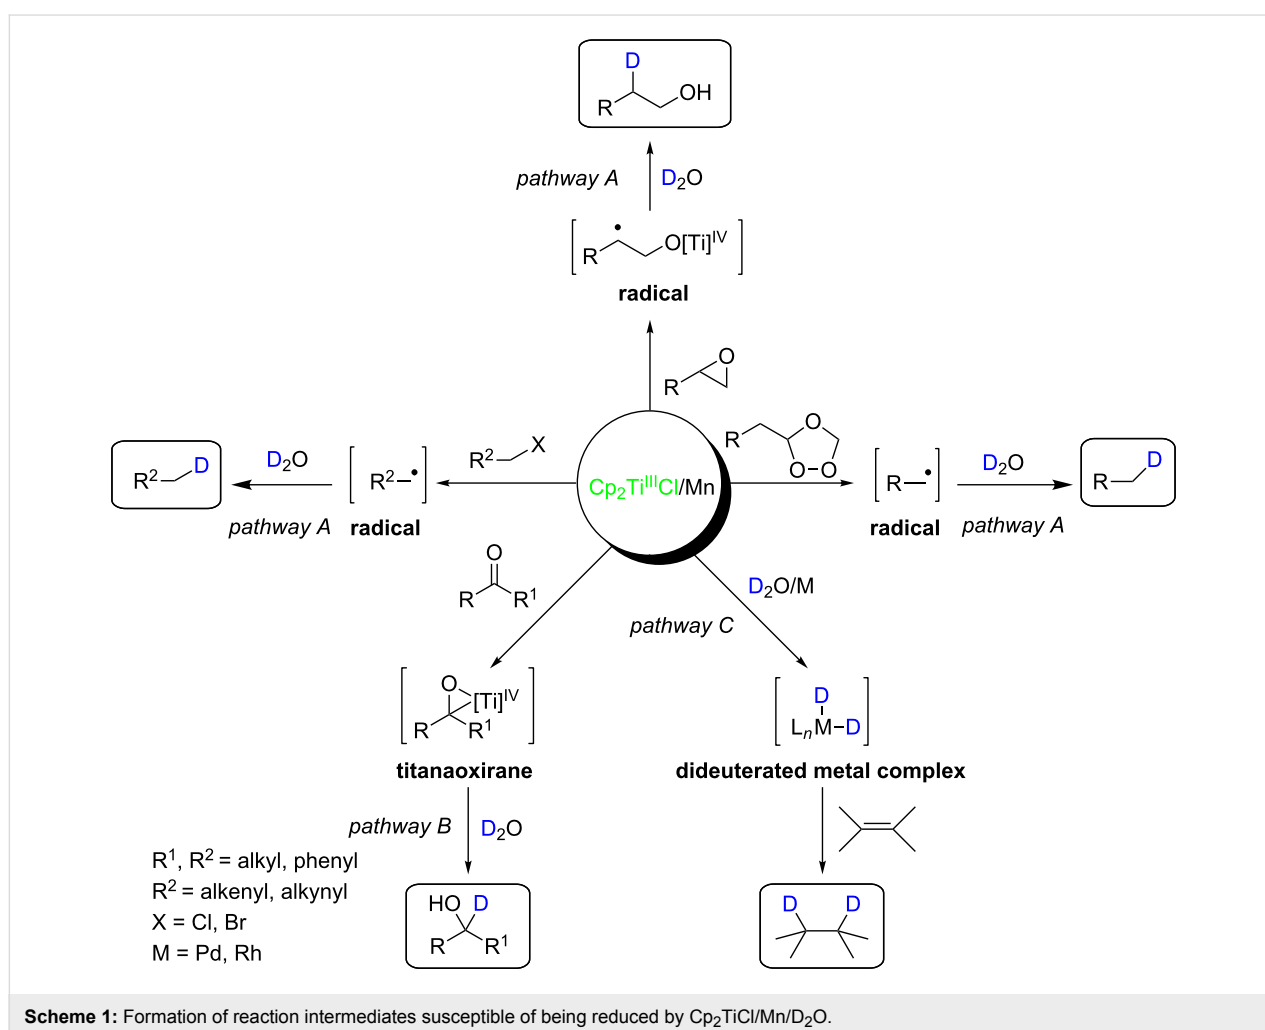 D
R
OH
pathway A
D₂O
R
•
O[Ti]ᴵⱽ
radical
R
O
R
O
O–O
D
R²
D₂O
pathway A
R²
•
radical
R²
X
Cp₂TiᴵᴵᴵCl/Mn
R
•
radical
D₂O
pathway A
D
R
O
R
R¹
D₂O/M
pathway C
O
[Ti]ᴵⱽ
R
R¹
titanaoxirane
D
LₙM–D
dideuterated metal complex
pathway B
D₂O
R¹, R² = alkyl, phenyl
R² = alkenyl, alkynyl
X = Cl, Br
M = Pd, Rh
HO D
R
R¹
D D
Scheme 1: Formation of reaction intermediates susceptible of being reduced by Cp₂TiCl/Mn/D₂O.